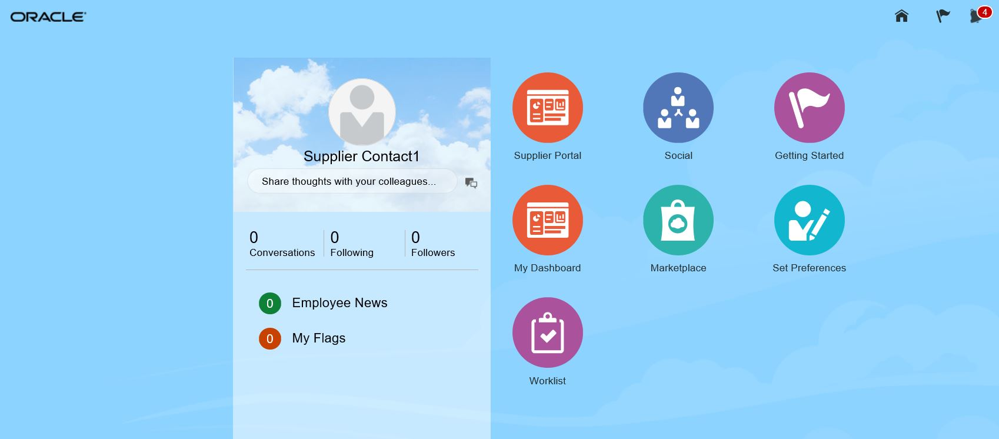 ORACLE
4
Supplier Contact1
Share thoughts with your colleagues...
0
Conversations
0
Following
0
Followers
0 Employee News
0 My Flags
Supplier Portal
Social
Getting Started
My Dashboard
Marketplace
Set Preferences
Worklist